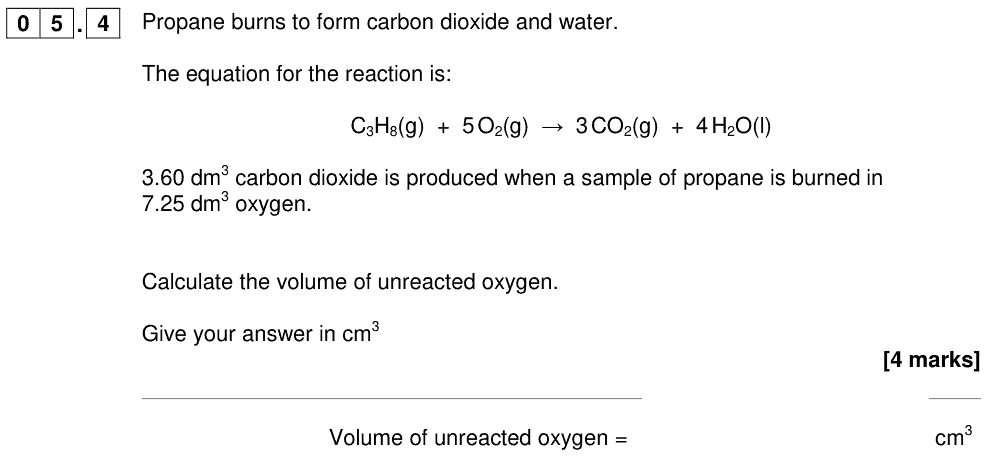 0 5 . 4 Propane burns to form carbon dioxide and water.
The equation for the reaction is:
C₃H₈(g) + 5O₂(g) → 3CO₂(g) + 4H₂O(l)
3.60 dm³ carbon dioxide is produced when a sample of propane is burned in
7.25 dm³ oxygen.
Calculate the volume of unreacted oxygen.
Give your answer in cm³
[4 marks]
Volume of unreacted oxygen = cm³